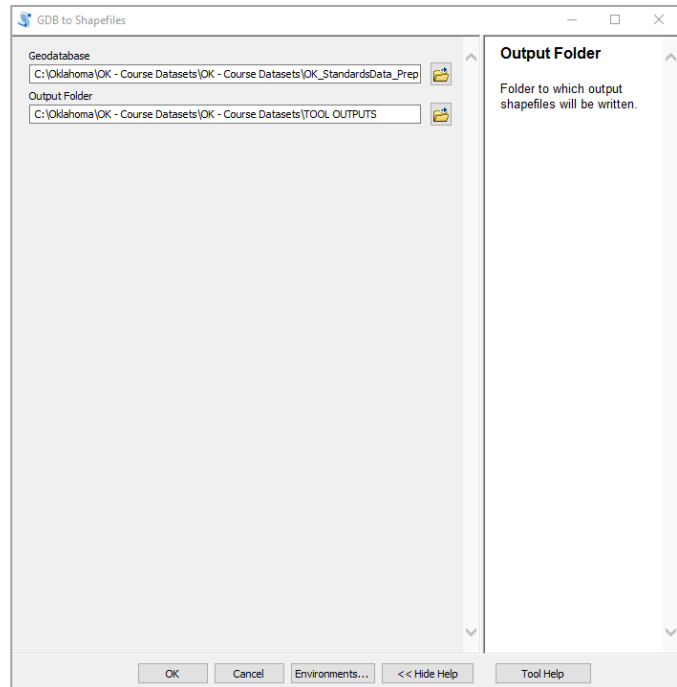 GDB to Shapefiles
Geodatabase
C:\Oklahoma\OK - Course Datasets\OK - Course Datasets\OK_StandardsData_Prep
Output Folder
C:\Oklahoma\OK - Course Datasets\OK - Course Datasets\TOOL OUTPUTS
Output Folder
Folder to which output
shapefiles will be written.
OK Cancel Environments... << Hide Help Tool Help